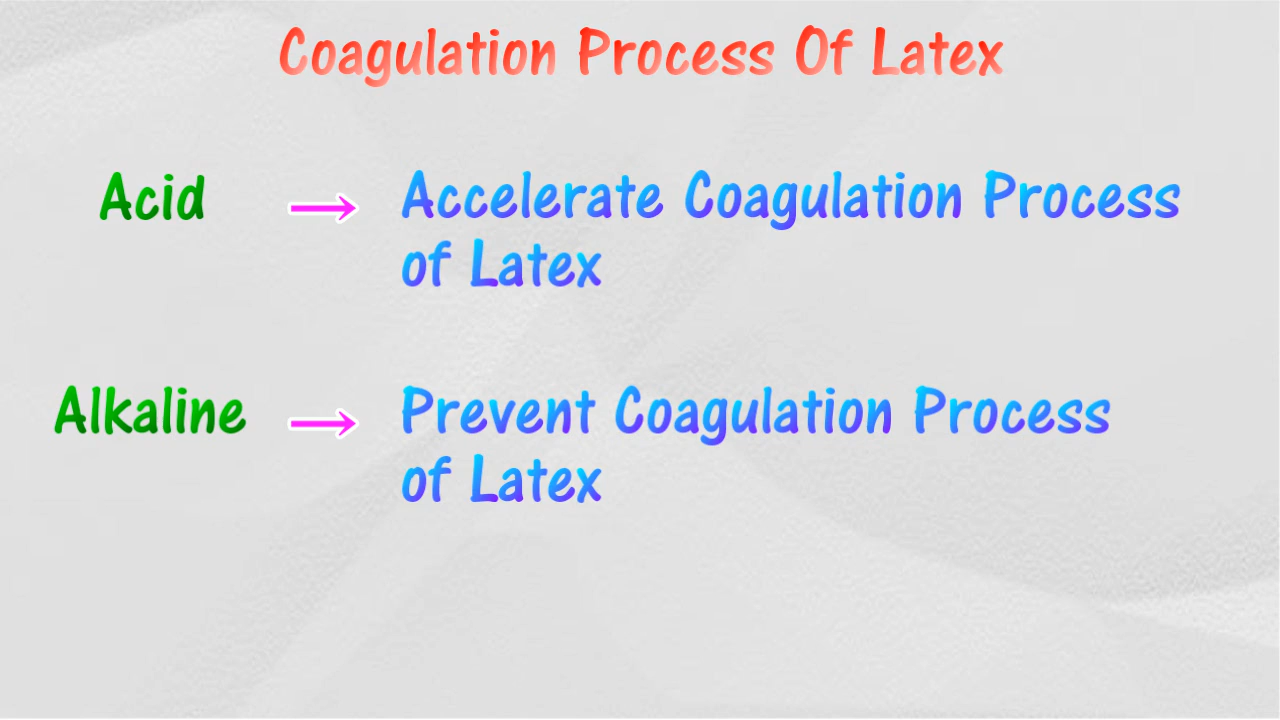 Coagulation Process Of Latex
Acid → Accelerate Coagulation Process
of Latex
Alkaline → Prevent Coagulation Process
of Latex